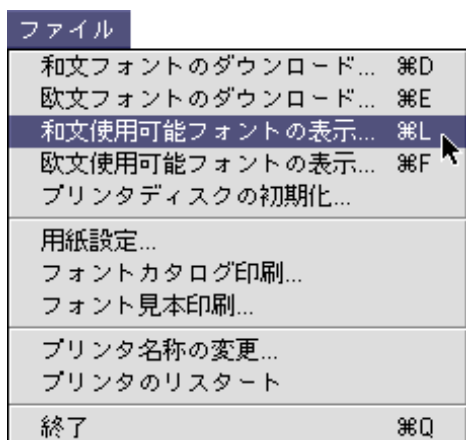 ファイル
和文フォントのダウンロード... ⌘D
欧文フォントのダウンロード... ⌘E
和文使用可能フォントの表示... ⌘L
欧文使用可能フォントの表示... ⌘F
プリンタディスクの初期化...
用紙設定...
フォントカタログ印刷...
フォント見本印刷...
プリンタ名称の変更...
プリンタのリスタート
終了 ⌘Q